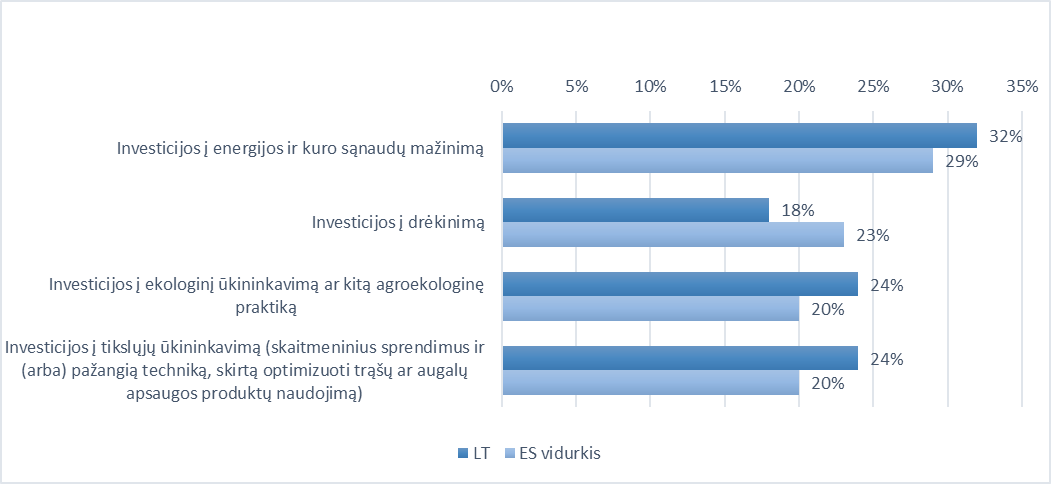 0% 5% 10% 15% 20% 25% 30% 35%
Investicijos į energijos ir kuro sąnaudų mažinimą
32%
29%
Investicijos į drėkinimą
18%
23%
Investicijos į ekologinį ūkininkavimą ar kitą agroekologinę
praktiką
24%
20%
Investicijos į tikslųjų ūkininkavimą (skaitmeninius sprendimus ir
(arba) pažangią techniką, skirtą optimizuoti trąšų ar augalų
apsaugos produktų naudojimą)
24%
20%
LT ES vidurkis